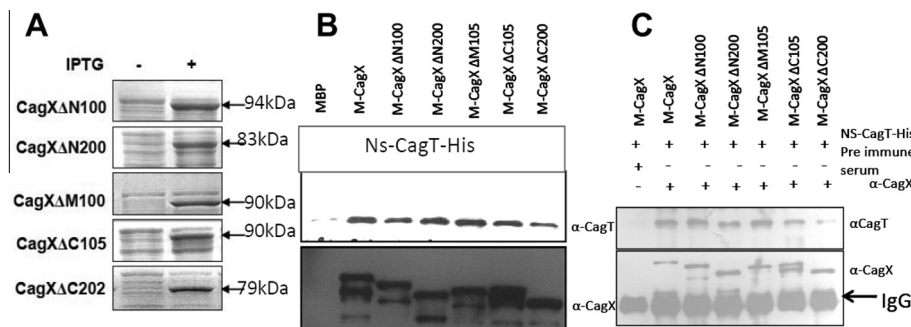 A
IPTG - +
CagXΔN100 94kDa
CagXΔN200 83kDa
CagXΔM100 90kDa
CagXΔC105 90kDa
CagXΔC202 79kDa
B
MBP
M-CagX
M-CagX ΔN100
M-CagX ΔN200
M-CagX ΔM105
M-CagX ΔC105
M-CagX ΔC200
Ns-CagT-His
α-CagT
α-CagX
C
M-CagX
M-CagX
M-CagX ΔN100
M-CagX ΔN200
M-CagX ΔM105
M-CagX ΔC105
M-CagX ΔC200
+ + + + + + + NS-CagT-His
Pre immune
+ - - - - - - serum
- + + + + + + α-CagX
αCagT
α-CagX
IgG